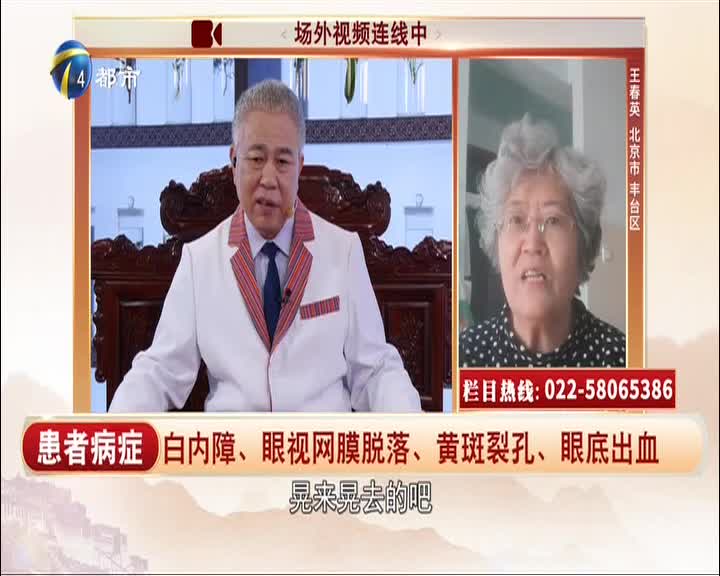 场外视频连线中
4 都市
王春英 北京市 丰台区
栏目热线: 022-58065386
患者病症 白内障、眼视网膜脱落、黄斑裂孔、眼底出血
晃来晃去的吧